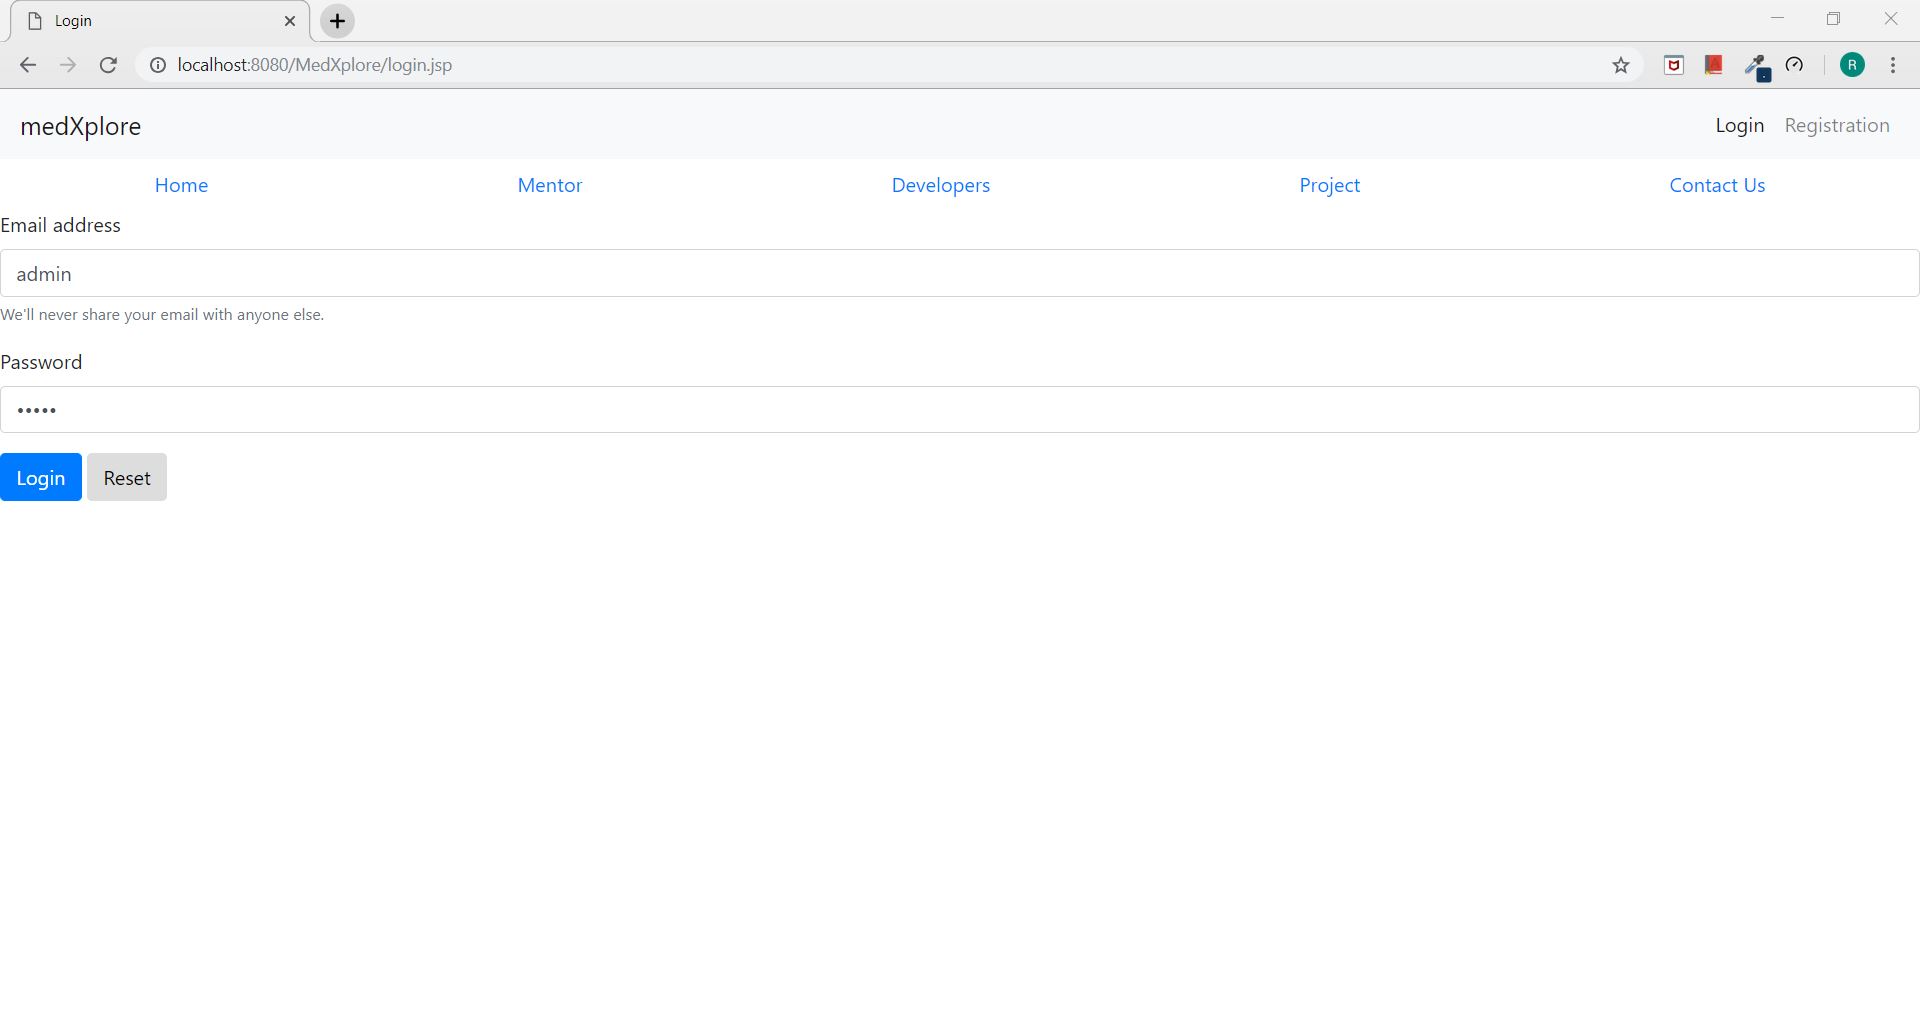 Login
localhost:8080/MedXplore/login.jsp
R
medXplore Login Registration
Home Mentor Developers Project Contact Us
Email address
admin
We'll never share your email with anyone else.
Password
•••••
Login Reset